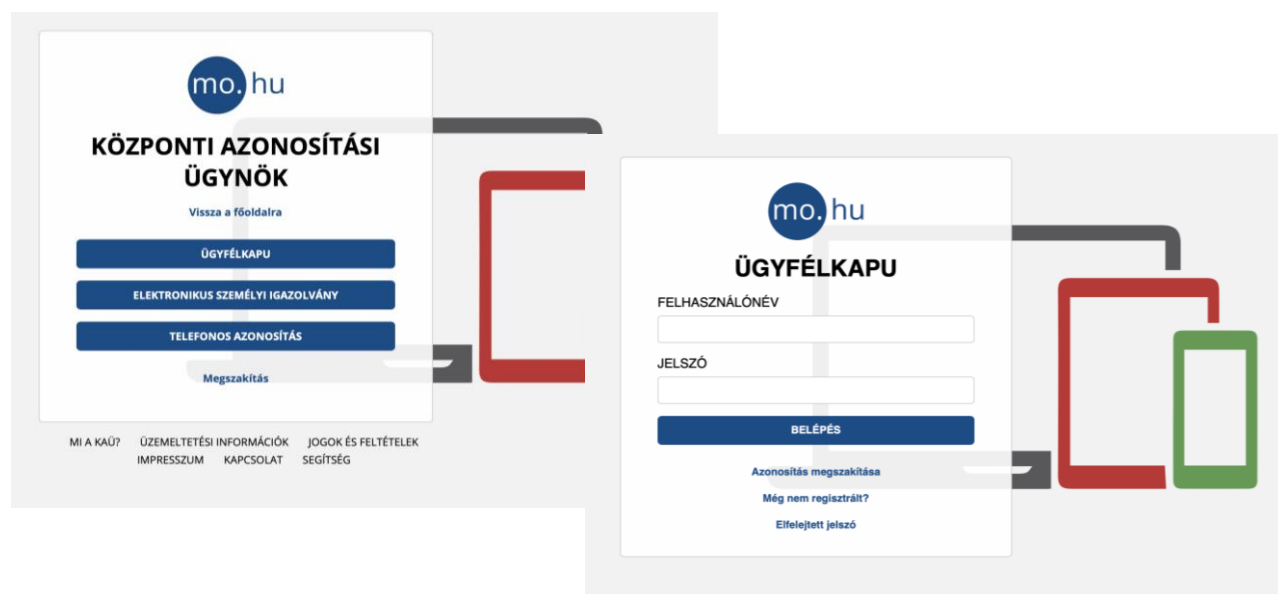 mo.hu
KÖZPONTI AZONOSÍTÁSI
ÜGYNÖK
Vissza a főoldalra
ÜGYFÉLKAPU
ELEKTRONIKUS SZEMÉLYI IGAZOLVÁNY
TELEFONOS AZONOSÍTÁS
Megszakítás
MI A KAÜ? ÜZEMELTETÉSI INFORMÁCIÓK JOGOK ÉS FELTÉTELEK
IMPRESSZUM KAPCSOLAT SEGÍTSÉG
mo.hu
ÜGYFÉLKAPU
FELHASZNÁLÓNÉV
JELSZÓ
BELÉPÉS
Azonosítás megszakítása
Még nem regisztrált?
Elfelejtett jelszó